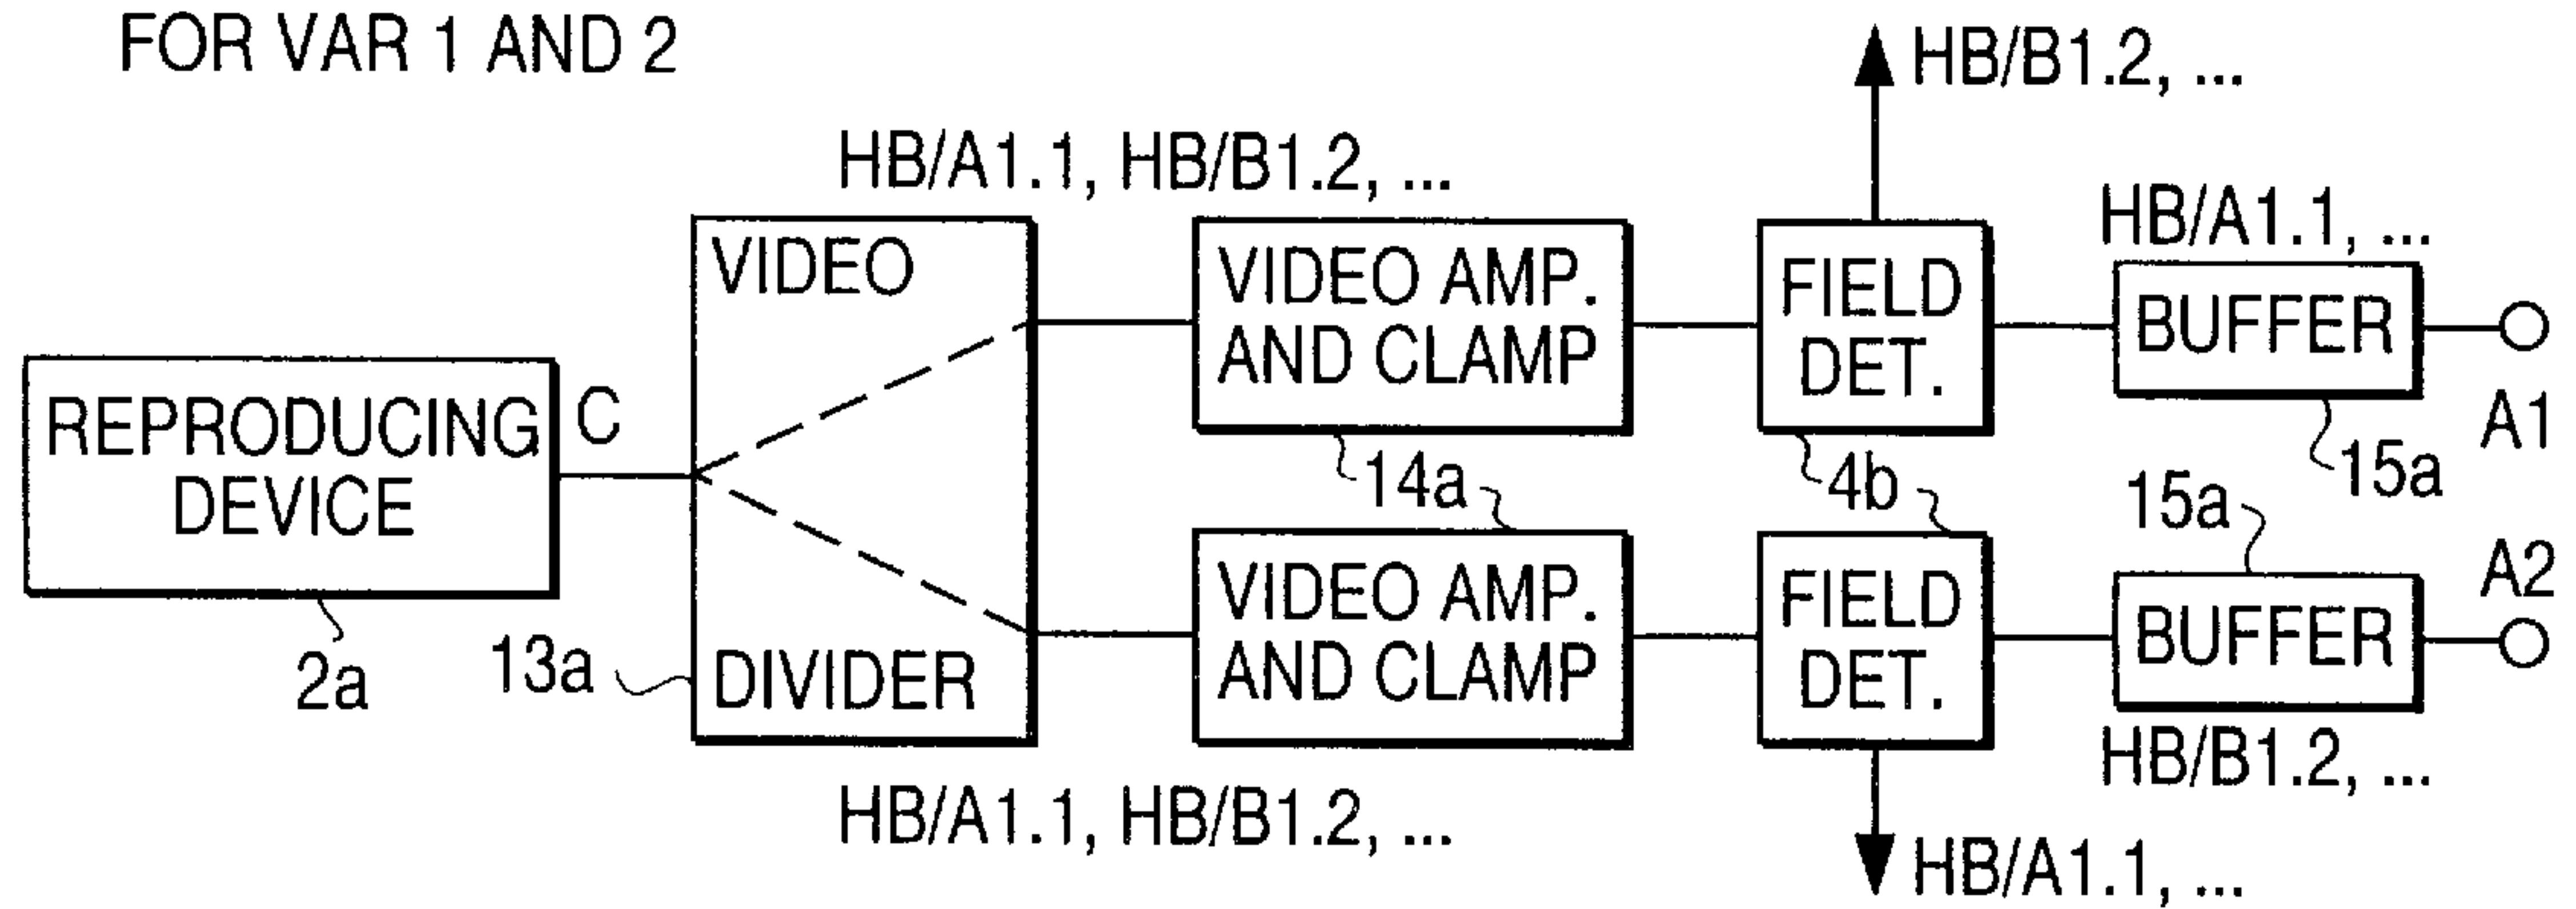 FOR VAR 1 AND 2
HB/B1.2, ...
HB/A1.1, HB/B1.2, ...
HB/A1.1, ...
VIDEO
DIVIDER
VIDEO AMP.
AND CLAMP
FIELD
DET.
BUFFER
A1
REPRODUCING
DEVICE
C
14a
4b
15a
15a
2a
13a
VIDEO AMP.
AND CLAMP
FIELD
DET.
BUFFER
A2
HB/B1.2, ...
HB/A1.1, HB/B1.2, ...
HB/A1.1, ...